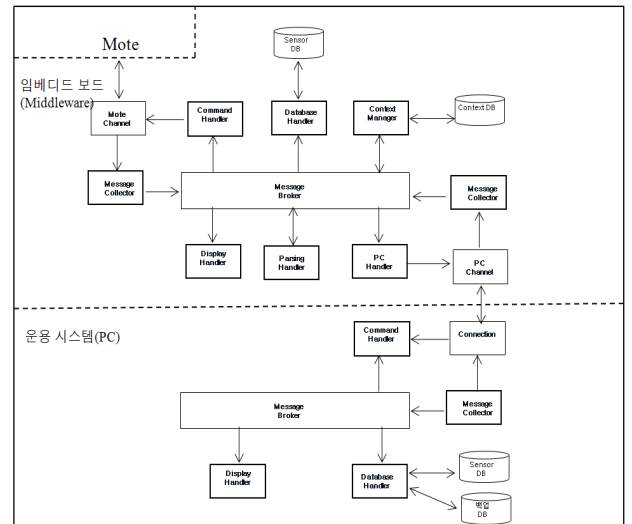 Mote
Sensor
DB
임베디드 보드
(Middleware)
Mote
Channel
Command
Handler
Database
Handler
Context
Manager
Context DB
Message
Collector
Message
Broker
Message
Collector
Display
Handler
Parsing
Handler
PC
Handler
PC
Channel
운용 시스템(PC)
Command
Handler
Connection
Message
Broker
Message
Collector
Display
Handler
Database
Handler
Sensor
DB
백업
DB